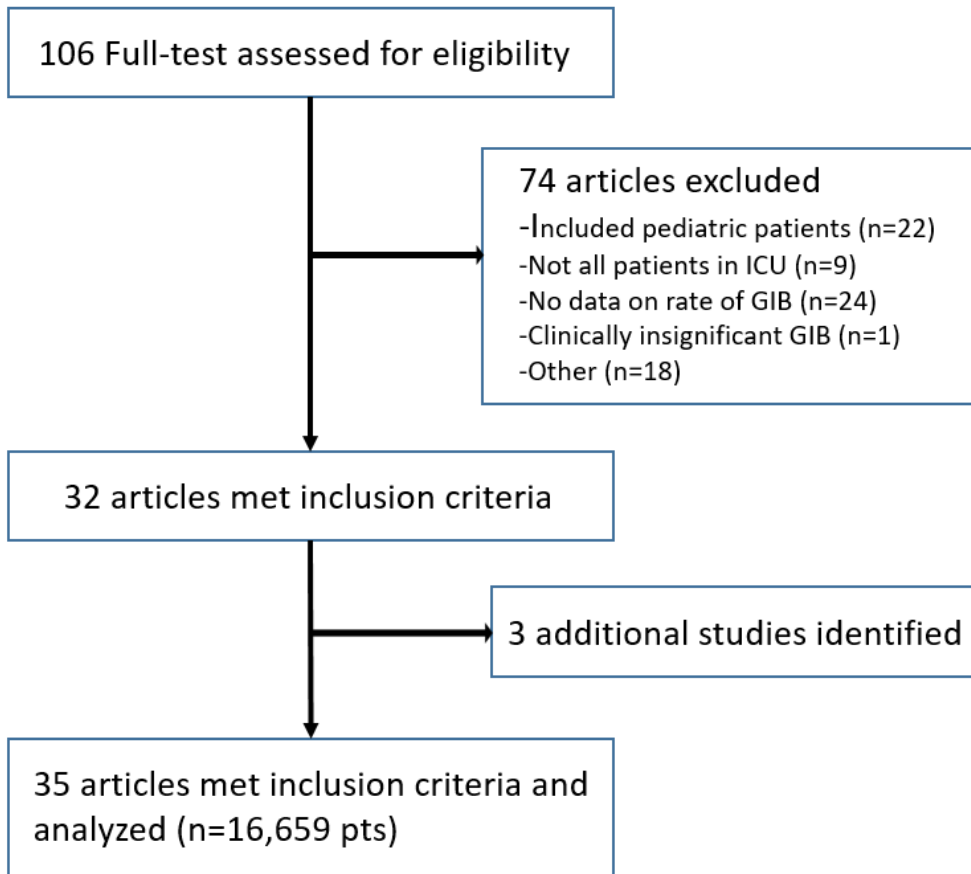 106 Full-test assessed for eligibility
74 articles excluded
-Included pediatric patients (n=22)
-Not all patients in ICU (n=9)
-No data on rate of GIB (n=24)
-Clinically insignificant GIB (n=1)
-Other (n=18)
32 articles met inclusion criteria
3 additional studies identified
35 articles met inclusion criteria and
analyzed (n=16,659 pts)